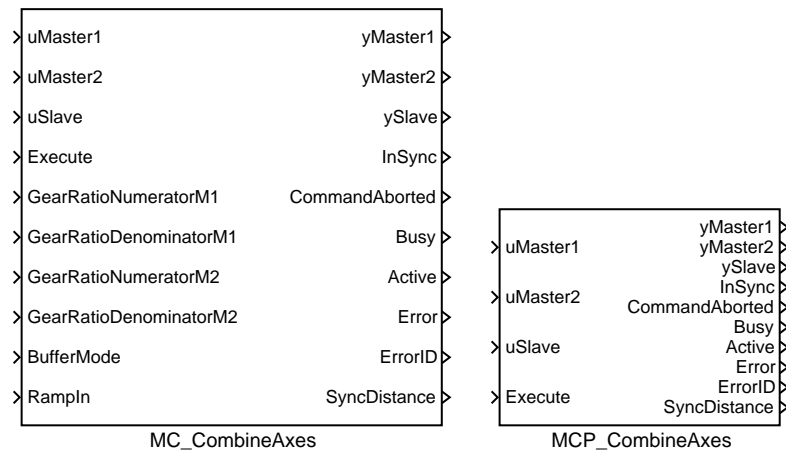 uMaster1 yMaster1
uMaster2 yMaster2
uSlave ySlave
Execute InSync
GearRatioNumeratorM1 CommandAborted
GearRatioDenominatorM1 Busy
GearRatioNumeratorM2 Active
GearRatioDenominatorM2 Error
BufferMode ErrorID
RampIn SyncDistance
MC_CombineAxes
uMaster1
uMaster2
uSlave
Execute
yMaster1
yMaster2
ySlave
InSync
CommandAborted
Busy
Active
Error
ErrorID
SyncDistance
MCP_CombineAxes